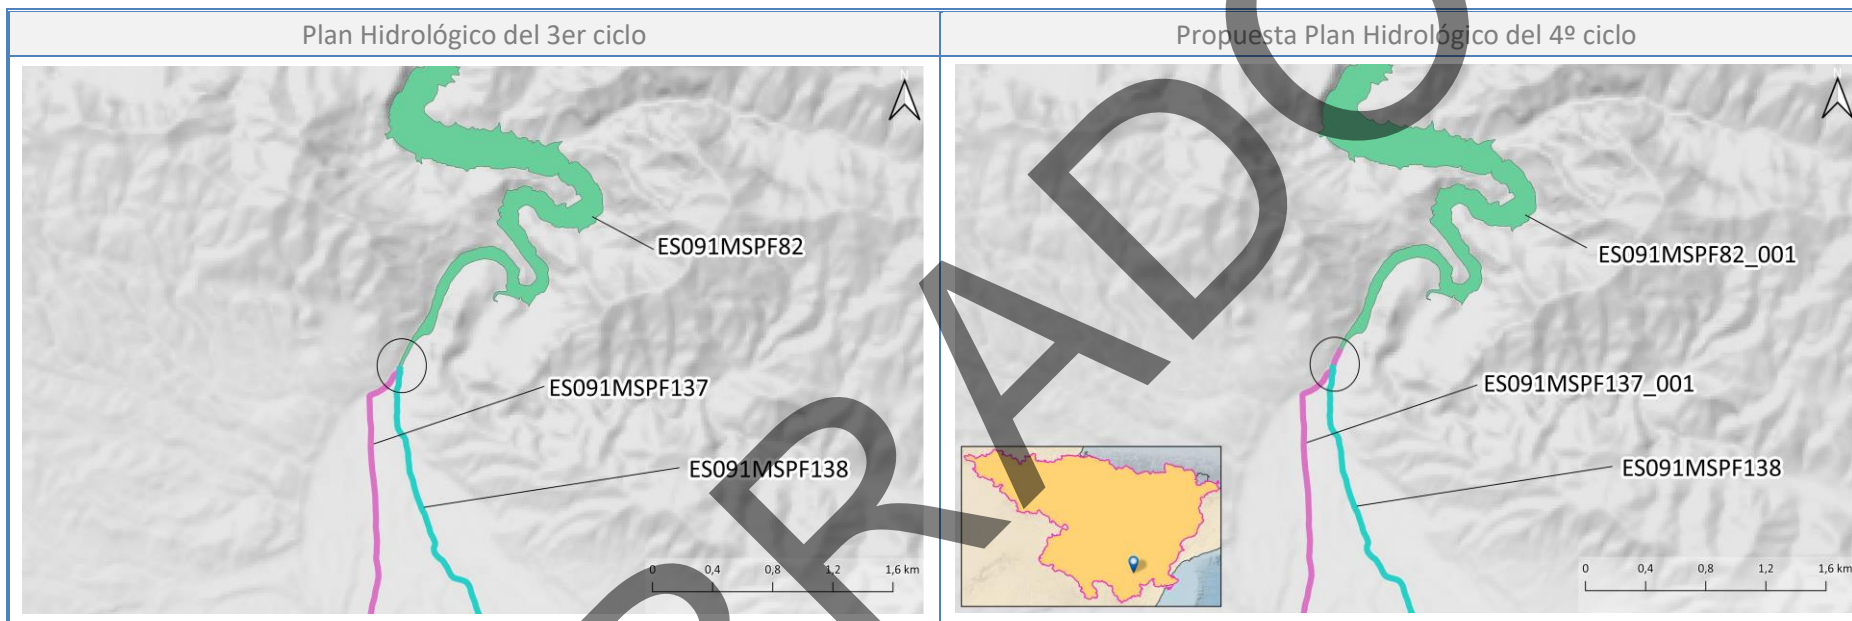 Plan Hidrológico del 3er ciclo
Propuesta Plan Hidrológico del 4º ciclo
ES091MSPF82
ES091MSPF137
ES091MSPF138
0 0,4 0,8 1,2 1,6 km
ES091MSPF82_001
ES091MSPF137_001
ES091MSPF138
0 0,4 0,8 1,2 1,6 km
RRADO